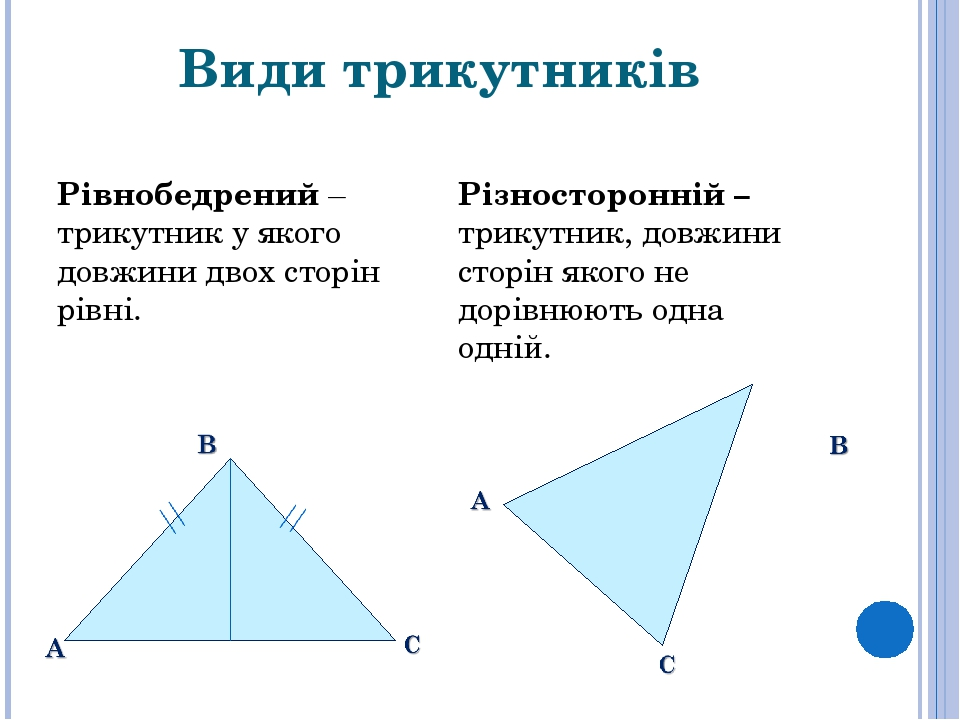 Види трикутників
Рівнобедрений –
трикутник у якого
довжини двох сторін
рівні.
Різносторонній –
трикутник, довжини
сторін якого не
дорівнюють одна
одній.
B
A
C
B
A
C